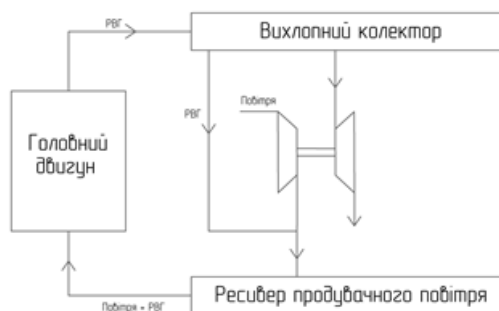 РВГ
Вихлопний колектор
Повітря
РВГ
Головний
двигун
Повітря + РВГ
Ресивер продувачного повітря